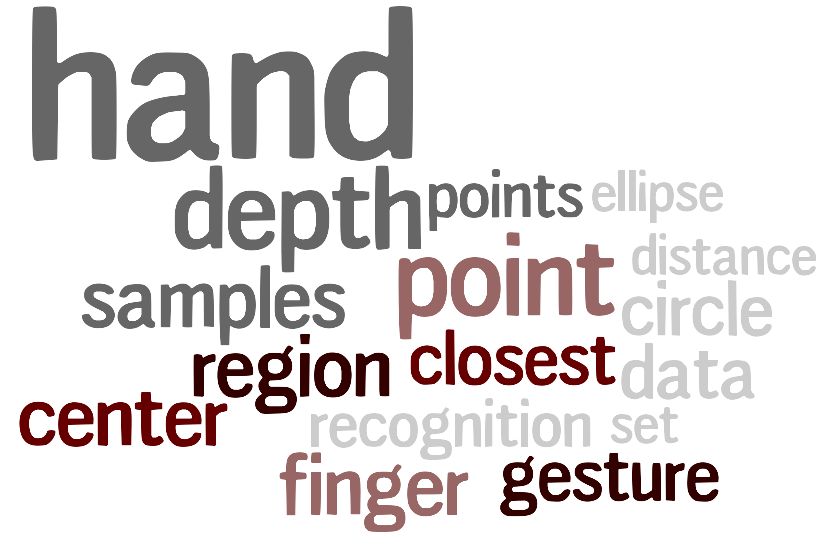 hand
depth points ellipse
distance
samples point circle
region closest data
center recognition set
finger gesture